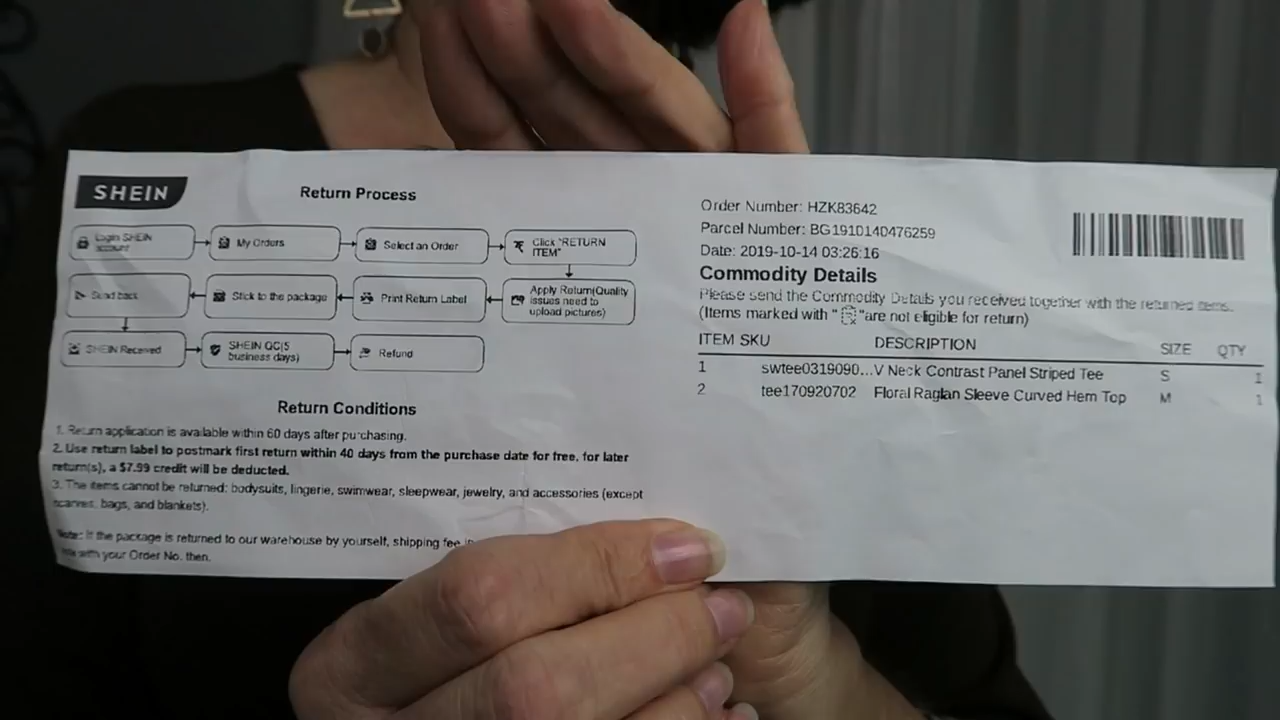 SHEIN
Return Process
Login SHEIN
account
My Orders
Select an Order
Click "RETURN
ITEM"
Apply Return(Quality
issues need to
upload pictures)
Print Return Label
Stick to the package
Send back
SHEIN Received
SHEIN QC(5
business days)
Refund
Return Conditions
1. Return application is available within 60 days after purchasing.
2. Use return label to postmark first return within 40 days from the purchase date for free, for later
return(s), a $7.99 credit will be deducted.
3. The items cannot be returned: bodysuits, lingerie, swimwear, sleepwear, jewelry, and accessories (except
scarves, bags, and blankets).
Note: If the package is returned to our warehouse by yourself, shipping fee
with your Order No. then.
Order Number: HZK83642
Parcel Number: BG1910140476259
Date: 2019-10-14 03:26:16
Commodity Details
Please send the Commodity Details you received together with the returned items.
(Items marked with " "are not eligible for return)
ITEM SKU DESCRIPTION SIZE QTY
1 swtee0319090...V Neck Contrast Panel Striped Tee S 1
2 tee170920702 Floral Raglan Sleeve Curved Hem Top M 1